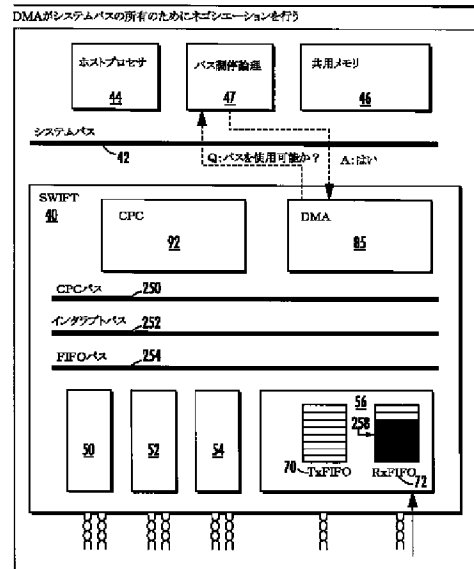 DMAがシステムバスの所有のためにネゴシエーションを行う
ホストプロセサ
44
バス調停論理
47
共用メモリ
46
システムバス
42
Q:バスを使用可能か？
A:はい
SWIFT
40
CPC
92
DMA
85
CPCバス
250
インタラプトバス
252
FIFOバス
254
50
52
54
56
258
70
TxFIFO
RxFIFO
72